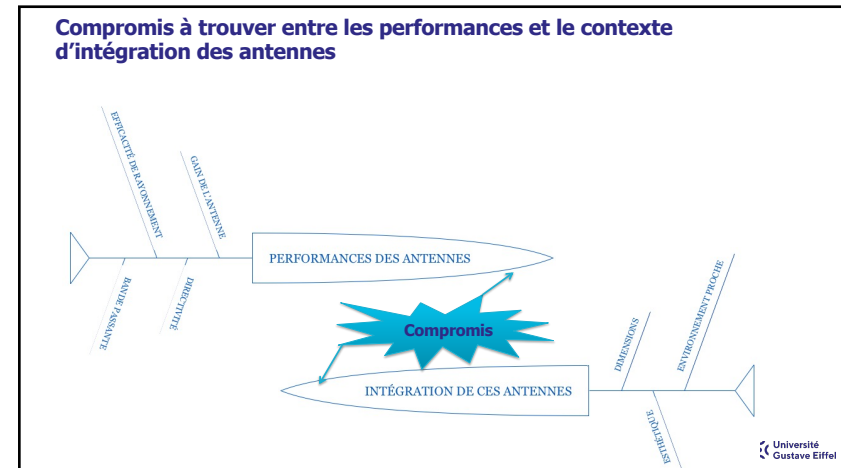 Compromis à trouver entre les performances et le contexte
d’intégration des antennes
EFFICACITÉ DE RAYONNEMENT
GAIN DE L'ANTENNE
PERFORMANCES DES ANTENNES
BANDE PASSANTE
DIRECTIVITÉ
Compromis
DIMENSIONS
ENVIRONNEMENT PROCHE
INTÉGRATION DE CES ANTENNES
ESTHÉTIQUE
Université
Gustave Eiffel